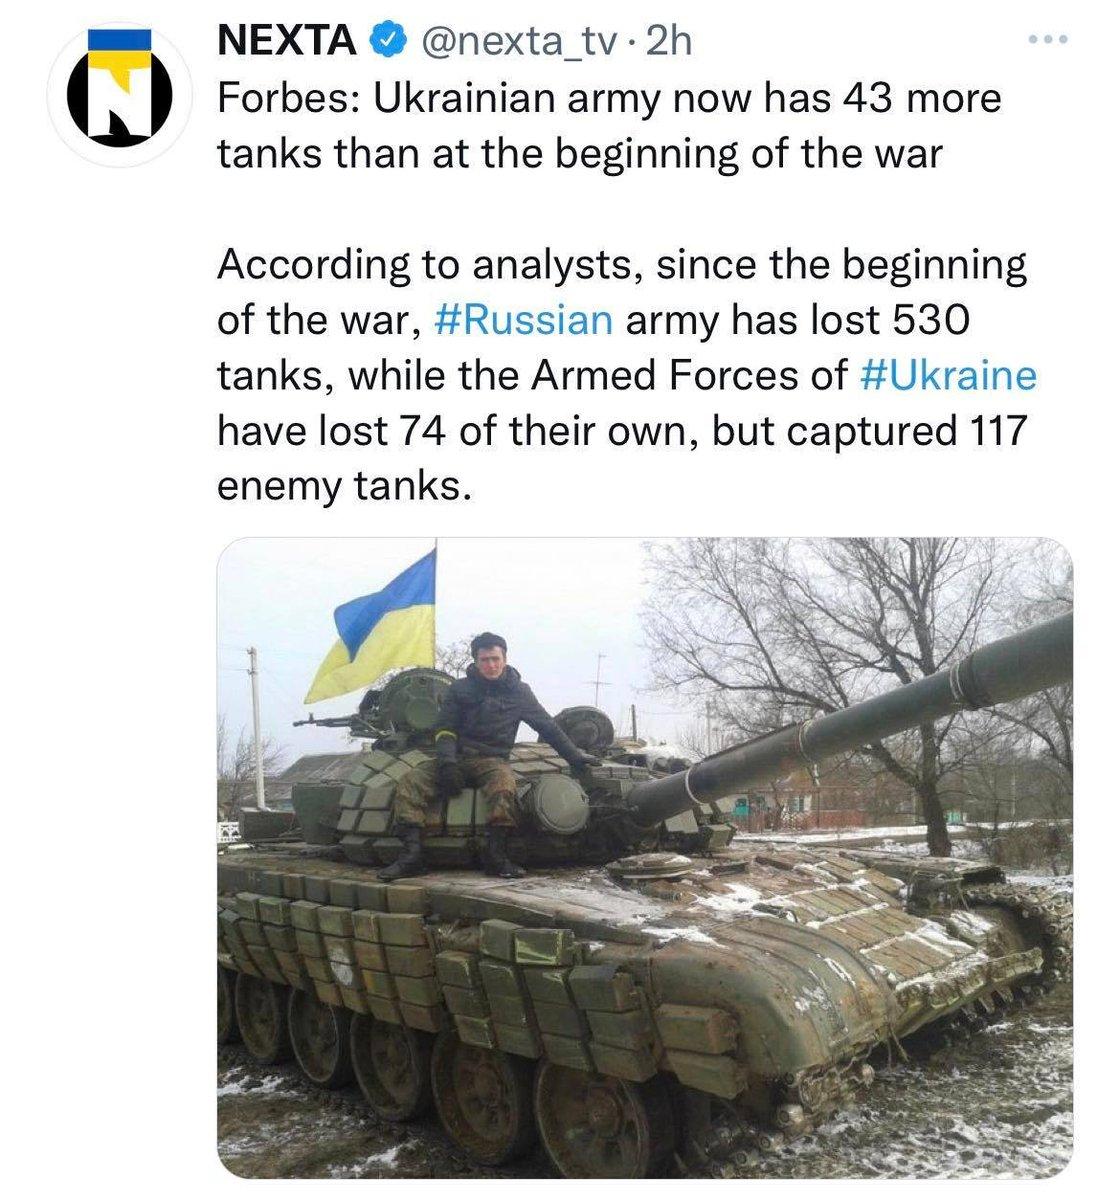 NEXTA @nexta_tv · 2h
Forbes: Ukrainian army now has 43 more
tanks than at the beginning of the war
According to analysts, since the beginning
of the war, #Russian army has lost 530
tanks, while the Armed Forces of #Ukraine
have lost 74 of their own, but captured 117
enemy tanks.